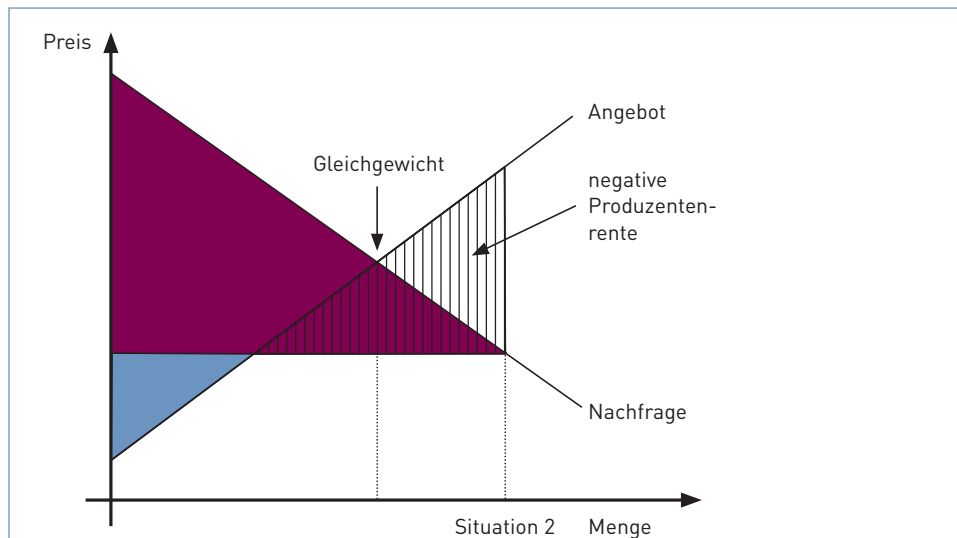 Preis
Angebot
Gleichgewicht
negative
Produzenten-
rente
Nachfrage
Situation 2
Menge